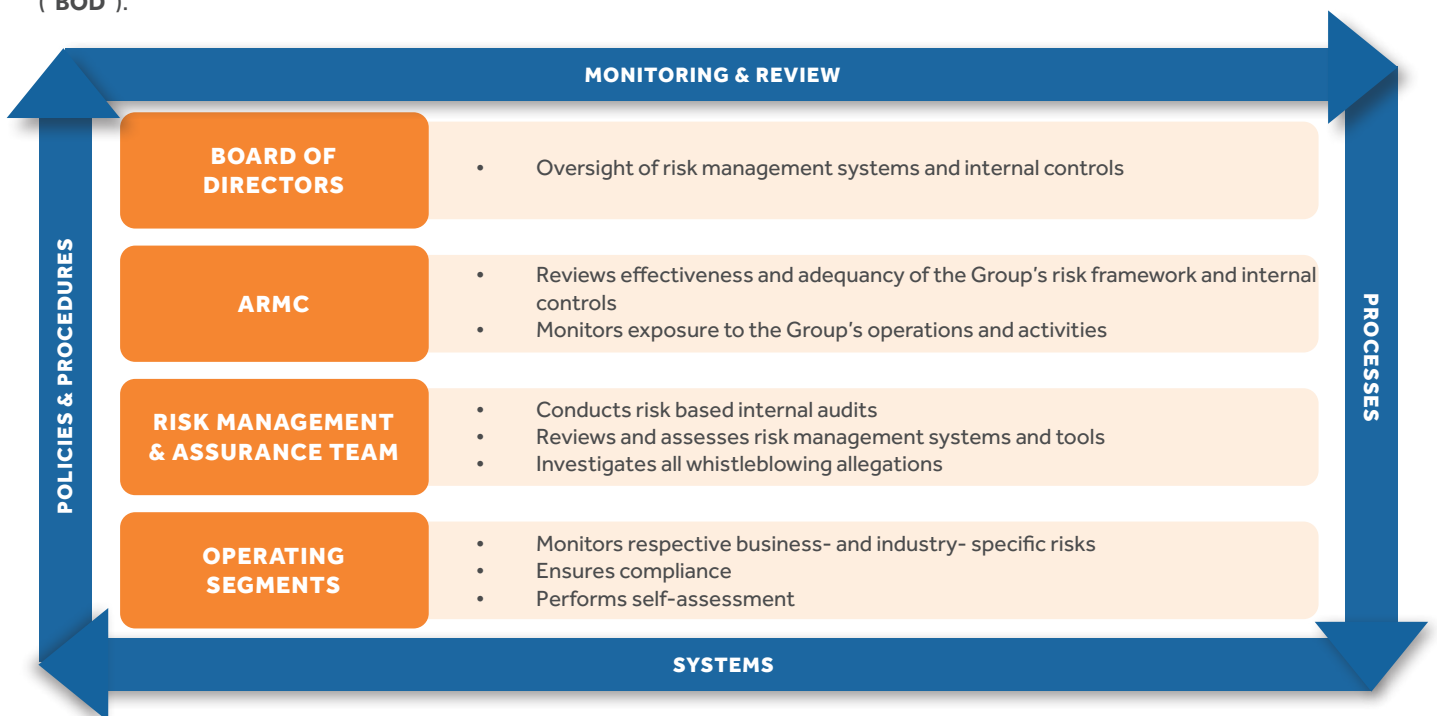 ("BOD").
MONITORING & REVIEW
BOARD OF
DIRECTORS
• Oversight of risk management systems and internal controls
ARMC
• Reviews effectiveness and adequancy of the Group's risk framework and internal
controls
• Monitors exposure to the Group's operations and activities
RISK MANAGEMENT
& ASSURANCE TEAM
• Conducts risk based internal audits
• Reviews and assesses risk management systems and tools
• Investigates all whistleblowing allegations
OPERATING
SEGMENTS
• Monitors respective business- and industry- specific risks
• Ensures compliance
• Performs self-assessment
POLICIES & PROCEDURES
PROCESSES
SYSTEMS